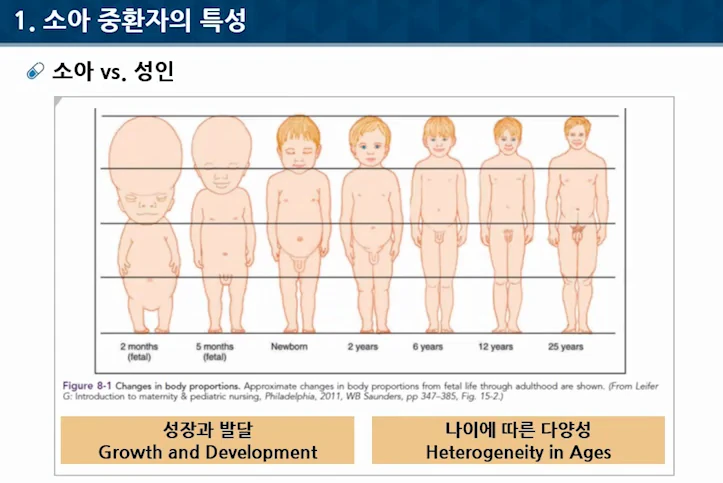 1. 소아 중환자의 특성
소아 vs. 성인
2 months
(fetal)
5 months
(fetal)
Newborn
2 years
6 years
12 years
25 years
Figure 8-1 Changes in body proportions. Approximate changes in body proportions from fetal life through adulthood are shown. (From Leifer
G: Introduction to maternity & pediatric nursing, Philadelphia, 2011, WB Saunders, pp 347–385, Fig. 15-2.)
성장과 발달
Growth and Development
나이에 따른 다양성
Heterogeneity in Ages